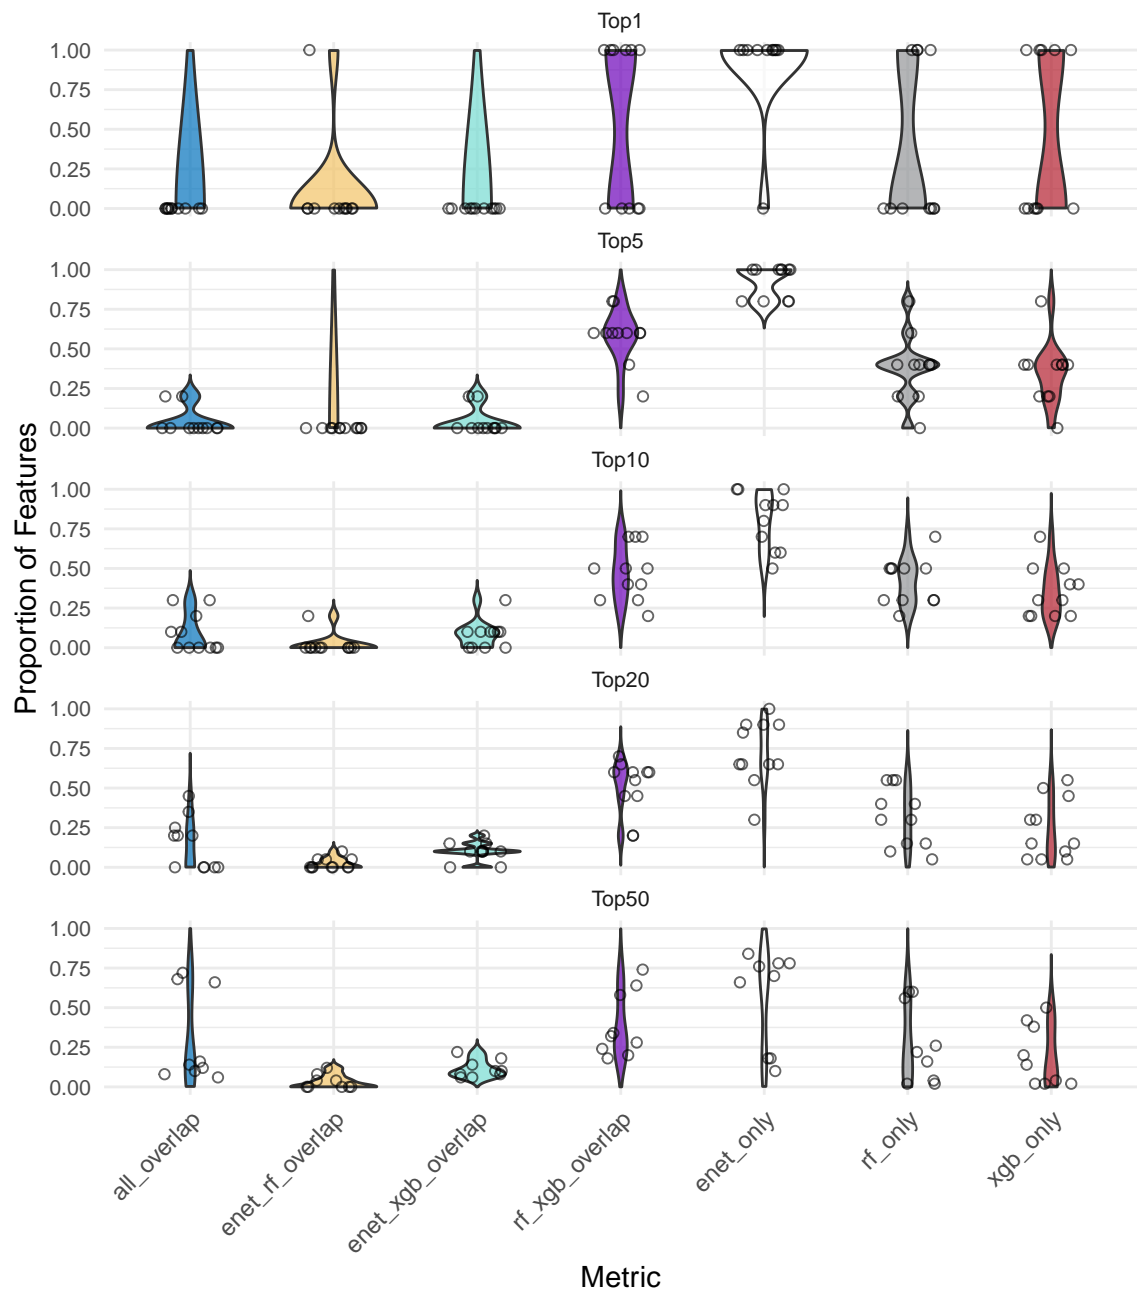 Top1
1.00
0.75
0.50
0.25
0.00
Top5
1.00
0.75
0.50
0.25
0.00
Top10
1.00
0.75
0.50
0.25
0.00
Top20
1.00
0.75
0.50
0.25
0.00
Top50
1.00
0.75
0.50
0.25
0.00
Proportion of Features
all_overlap
enet_rf_overlap
enet_xgb_overlap
rf_xgb_overlap
enet_only
rf_only
xgb_only
Metric